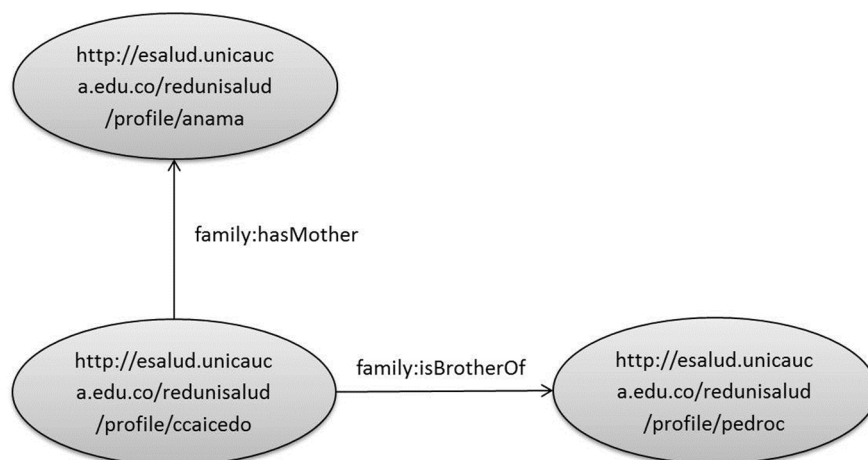 http://esalud.unicauc
a.edu.co/redunisalud
/profile/anama
family:hasMother
http://esalud.unicauc
a.edu.co/redunisalud
/profile/ccaicedo
family:isBrotherOf
http://esalud.unicauc
a.edu.co/redunisalud
/profile/pedroc